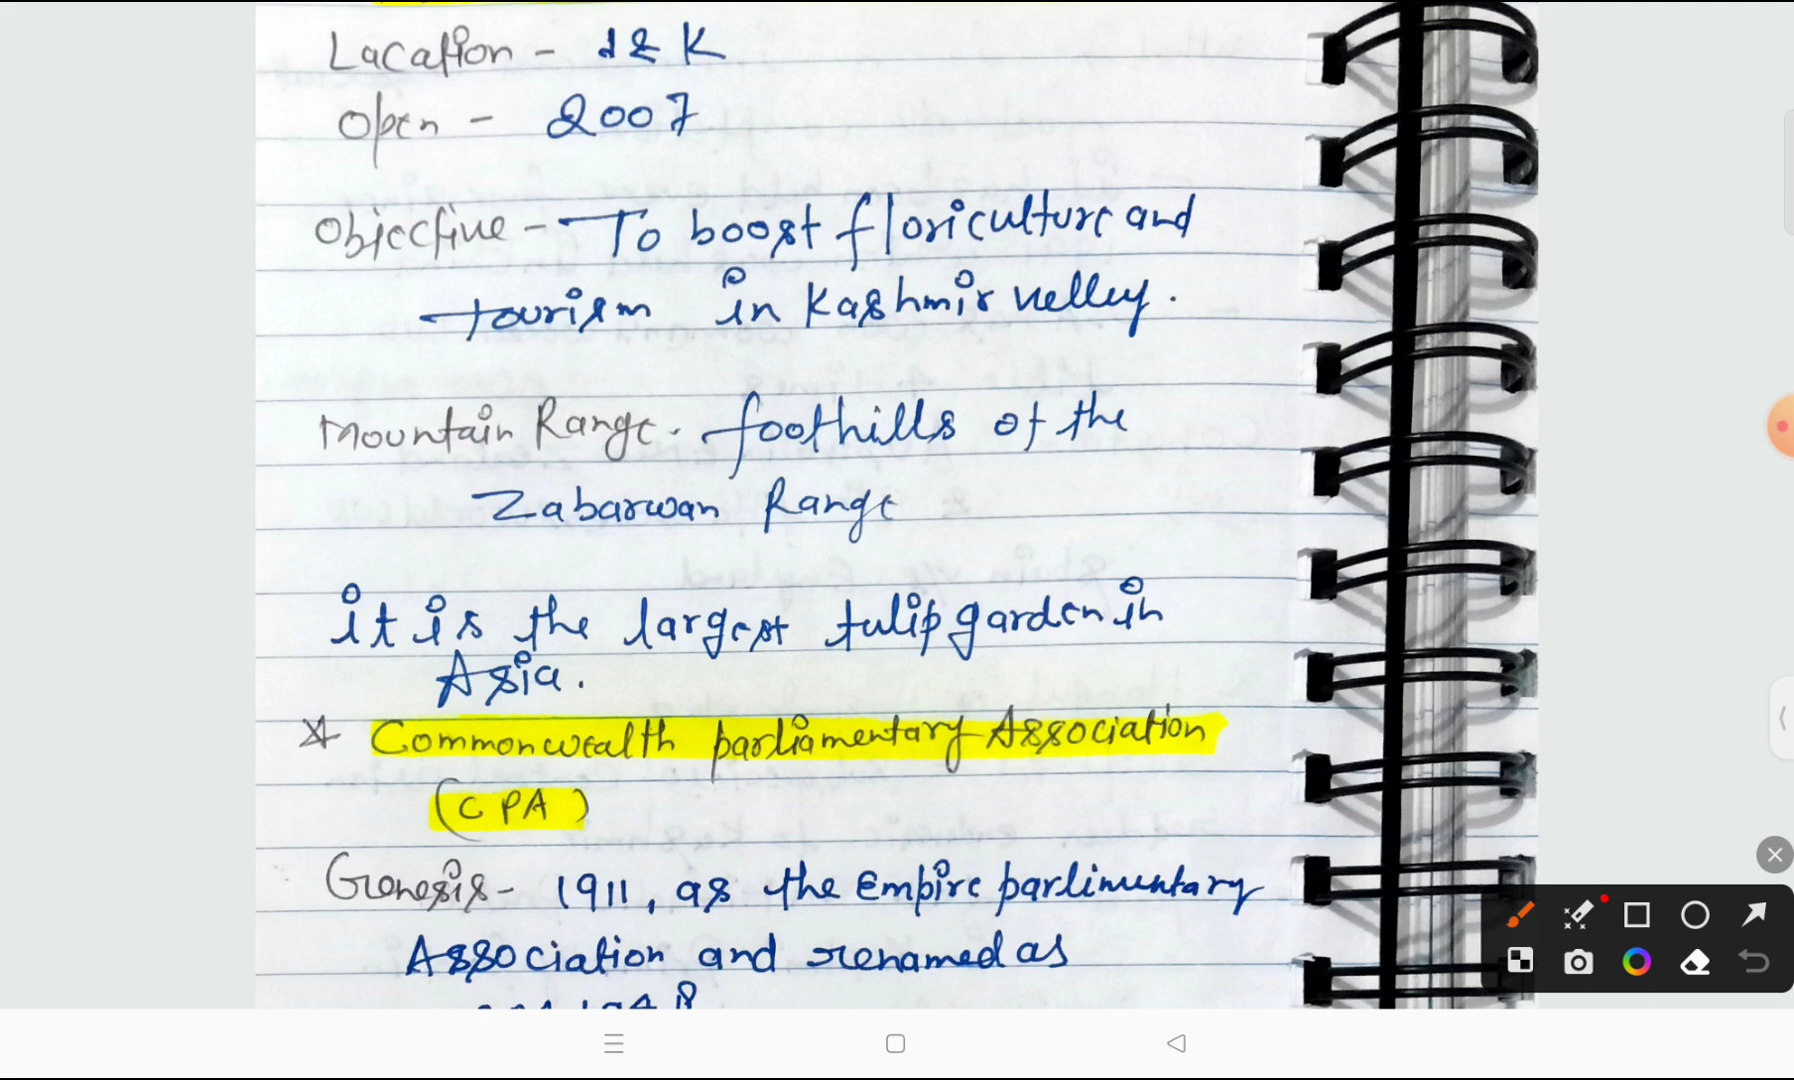 Lacation - J&K
Open - 2007
Objective - To boost floriculture and
tourism in Kashmir velley.
Mountain Range - foothills of the
Zabarwan Range
it is the largest tulip garden in
Asia.
Commonwealth parliamentary Association
(CPA)
Genesis - 1911, as the Empire parlimentary
Association and renamed as